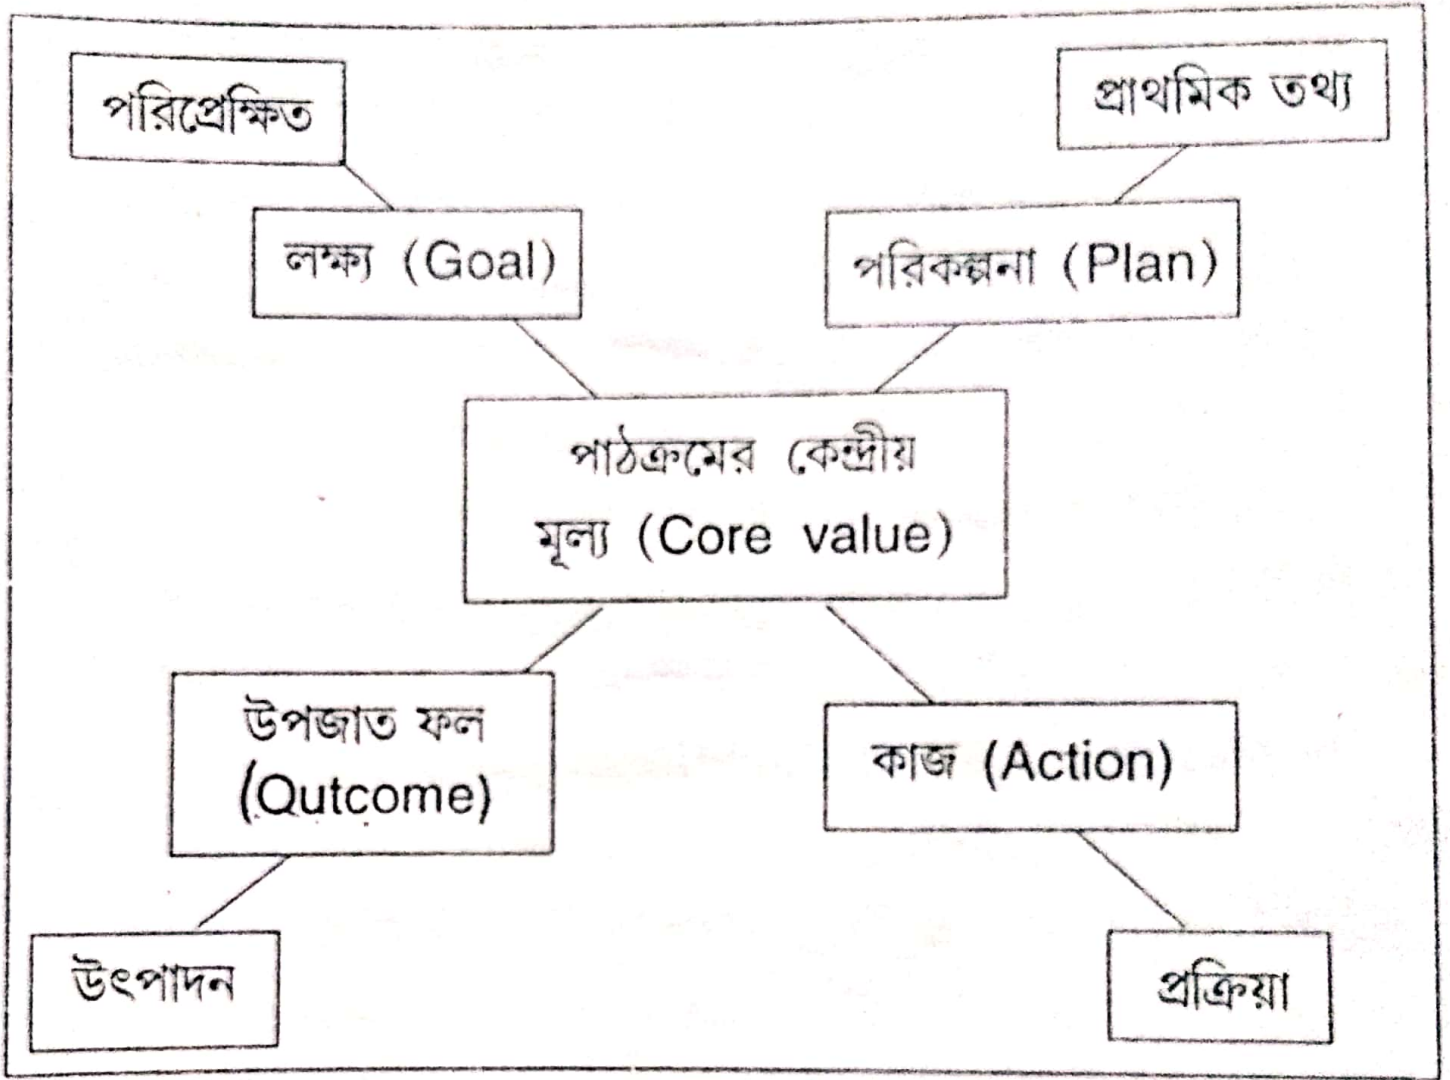 পরিপ্রেক্ষিত
প্রাথমিক তথ্য
লক্ষ্য (Goal)
পরিকল্পনা (Plan)
পাঠক্রমের কেন্দ্রীয়
মূল্য (Core value)
উপজাত ফল
(Qutcome)
কাজ (Action)
উৎপাদন
প্রক্রিয়া